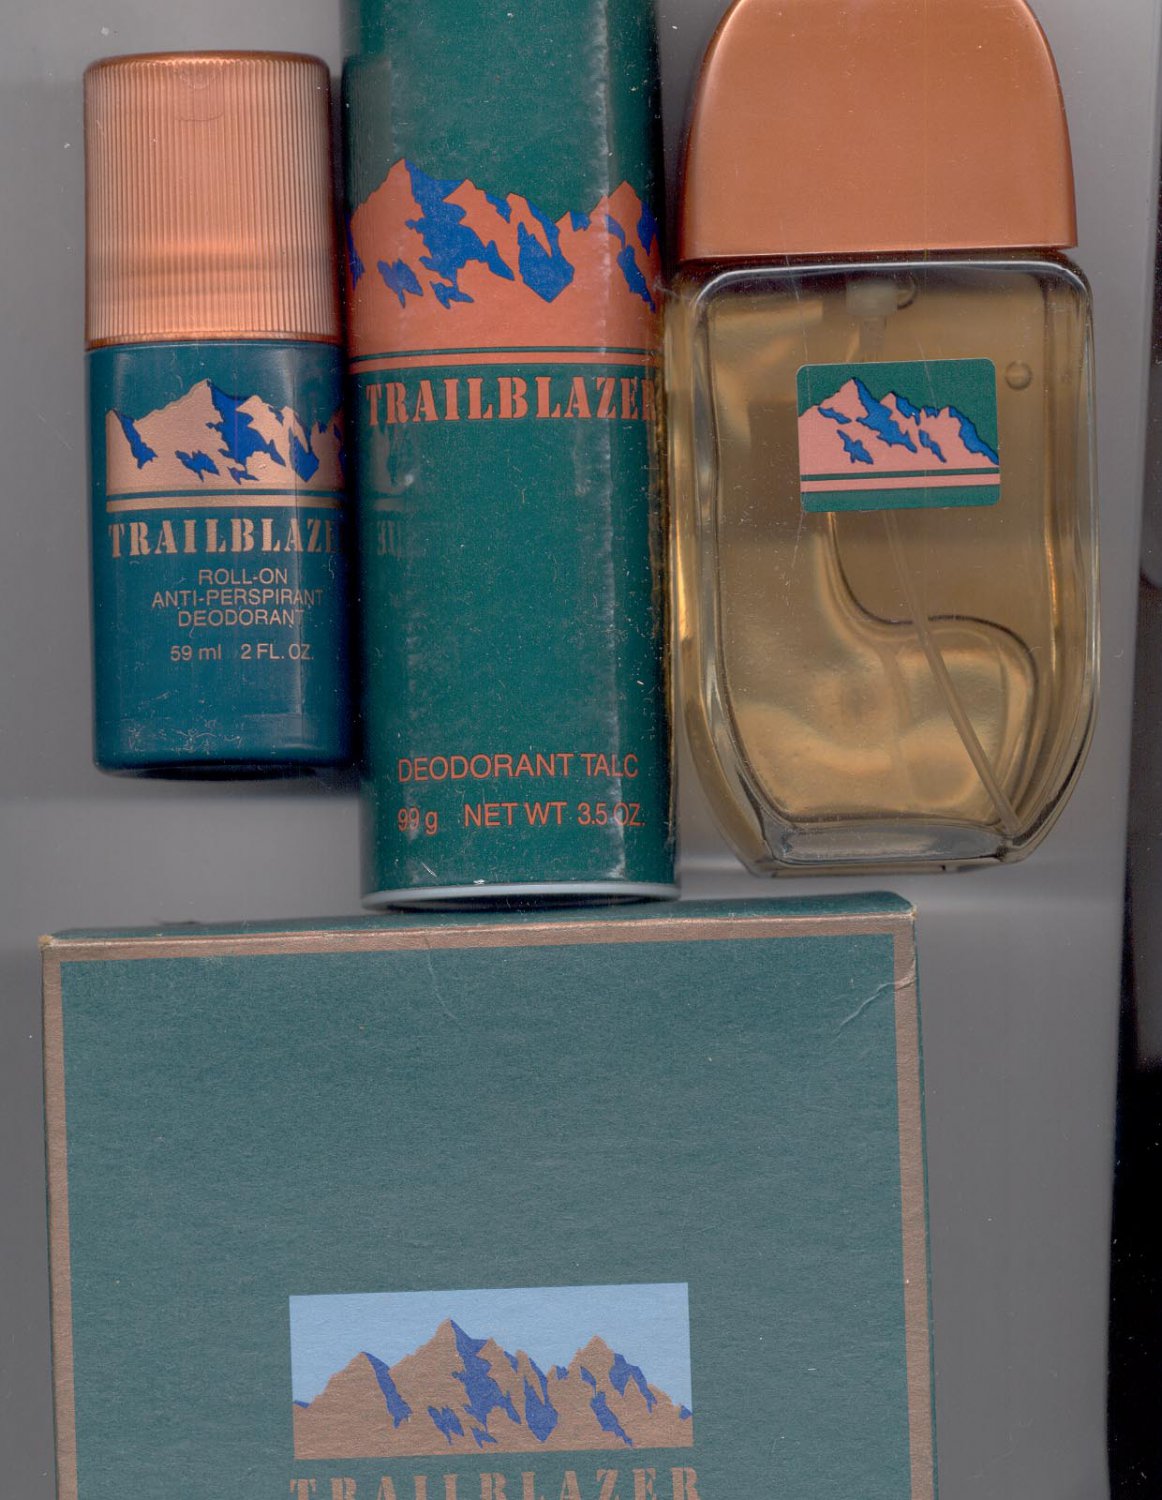 TRAILBLAZE
ROLL-ON
ANTI-PERSPIRANT
DEODORANT
59 ml 2 FL. OZ.
TRAILBLAZER
DEODORANT TALC
99 g NET WT 3.5 OZ.
TRAILBLAZER